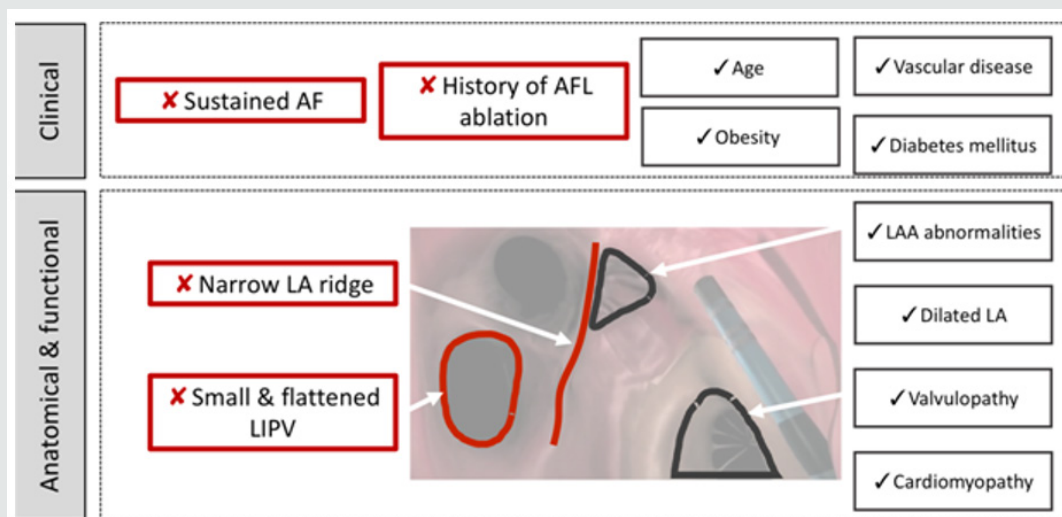 Clinical
✘ Sustained AF
✘ History of AFL
ablation
✓ Age
✓ Obesity
✓ Vascular disease
✓ Diabetes mellitus
Anatomical & functional
✘ Narrow LA ridge
✘ Small & flattened
LIPV
✓ LAA abnormalities
✓ Dilated LA
✓ Valvulopathy
✓ Cardiomyopathy